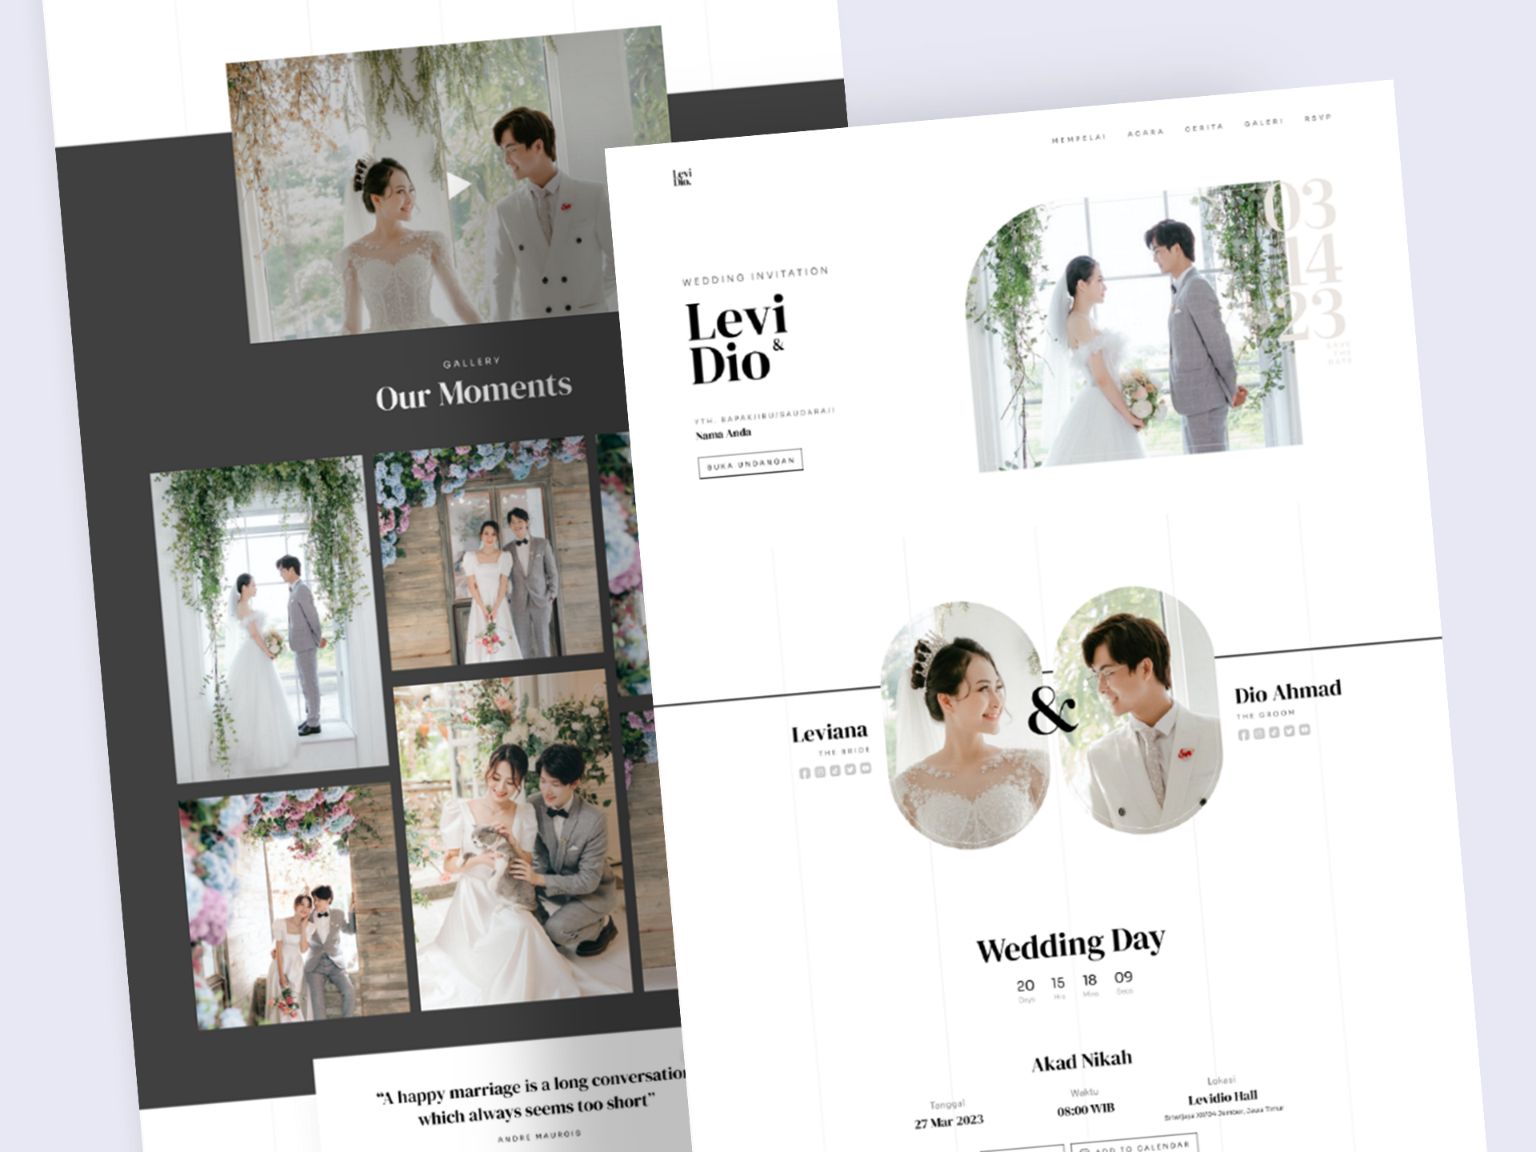 GALLERY
Our Moments
"A happy marriage is a long conversation
which always seems too short"
ANDRE MAUROIS
Levi
Dio.
MEMPELAI ACARA CERITA GALERI RSVP
WEDDING INVITATION
Levi
& Dio
YTH. BAPAK/IBU/SAUDARA/I
Nama Anda
BUKA UNDANGAN
03
14
23
SAVE
THE
DATE
Leviana
THE BRIDE
&
Dio Ahmad
THE GROOM
Wedding Day
20 15 18 09
Days Hrs Mins Secs
Akad Nikah
Tanggal
27 Mar 2023
Waktu
08:00 WIB
Lokasi
Levidio Hall
Jember, Jawa Timur
ADD TO CALENDAR